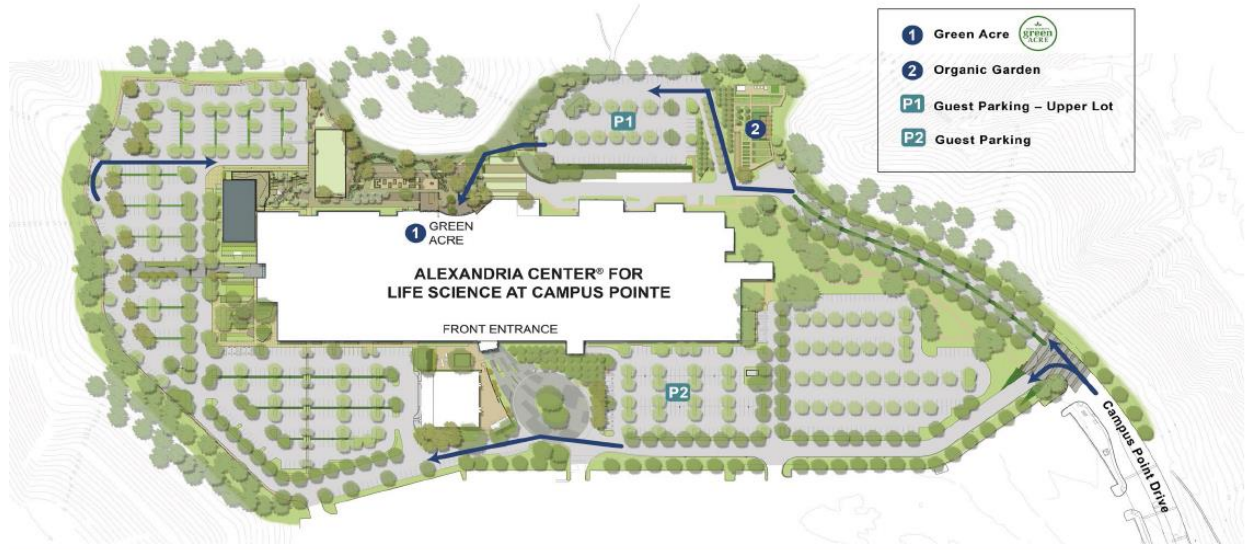 1 Green Acre green ACRE
2 Organic Garden
P1 Guest Parking – Upper Lot
P2 Guest Parking
P1
2
1 GREEN
ACRE
ALEXANDRIA CENTER® FOR
LIFE SCIENCE AT CAMPUS POINTE
FRONT ENTRANCE
P2
Campus Point Drive